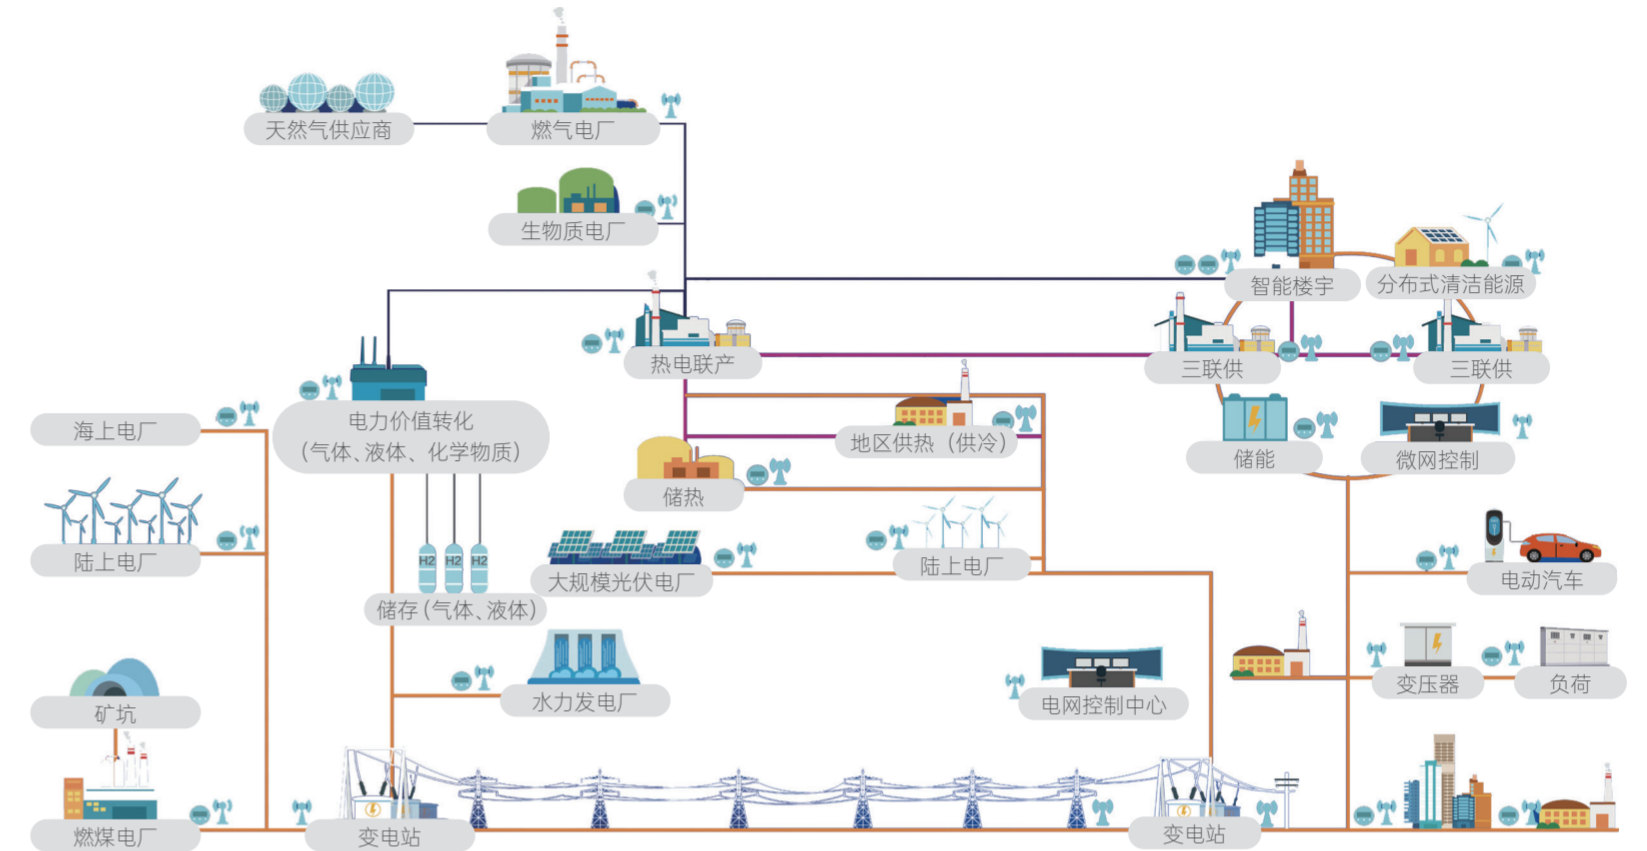 天然气供应商
燃气电厂
生物质电厂
智能楼宇
分布式清洁能源
热电联产
三联供
三联供
海上电厂
电力价值转化
（气体、液体、化学物质）
地区供热（供冷）
储能
微网控制
储热
陆上电厂
H2
H2
H2
大规模光伏电厂
陆上电厂
电动汽车
储存（气体、液体）
水力发电厂
电网控制中心
变压器
负荷
矿坑
燃煤电厂
变电站
变电站